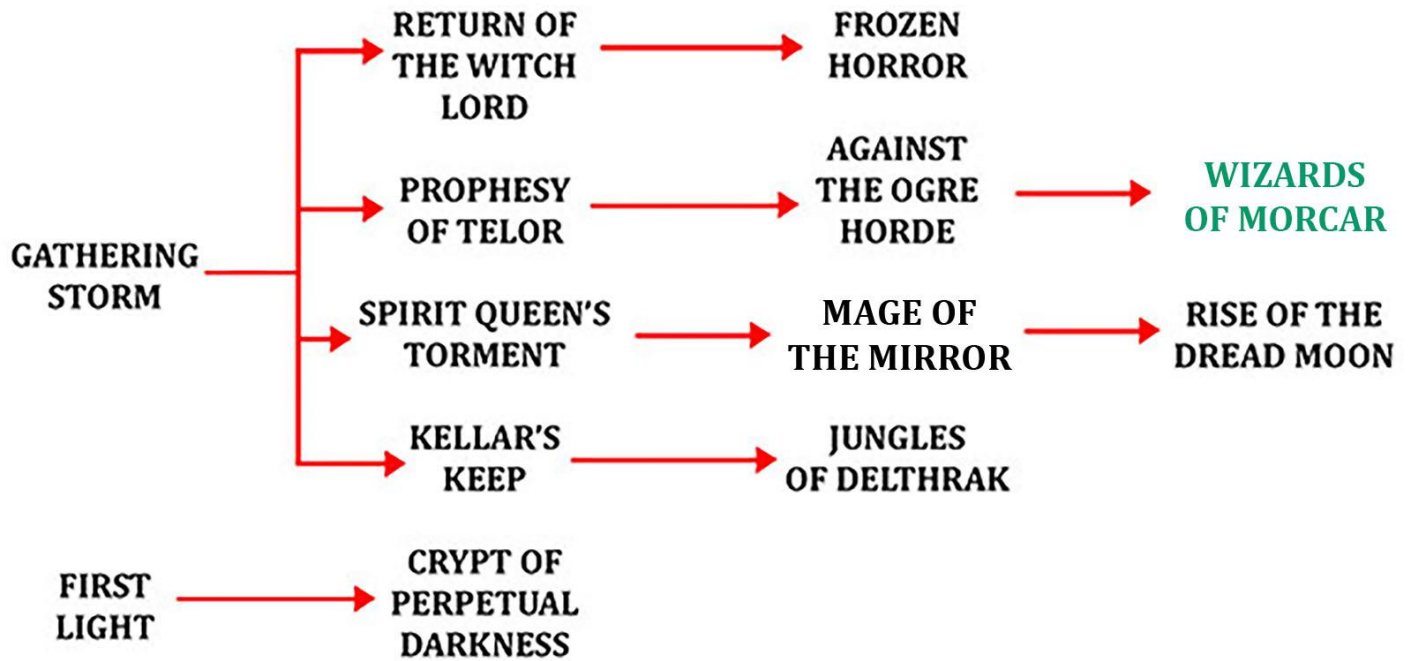 RETURN OF
THE WITCH
LORD
FROZEN
HORROR
PROPHESY
OF TELOR
AGAINST
THE OGRE
HORDE
WIZARDS
OF MORCAR
GATHERING
STORM
SPIRIT QUEEN'S
TORMENT
MAGE OF
THE MIRROR
RISE OF THE
DREAD MOON
KELLAR'S
KEEP
JUNGLES
OF DELTHRAK
FIRST
LIGHT
CRYPT OF
PERPETUAL
DARKNESS